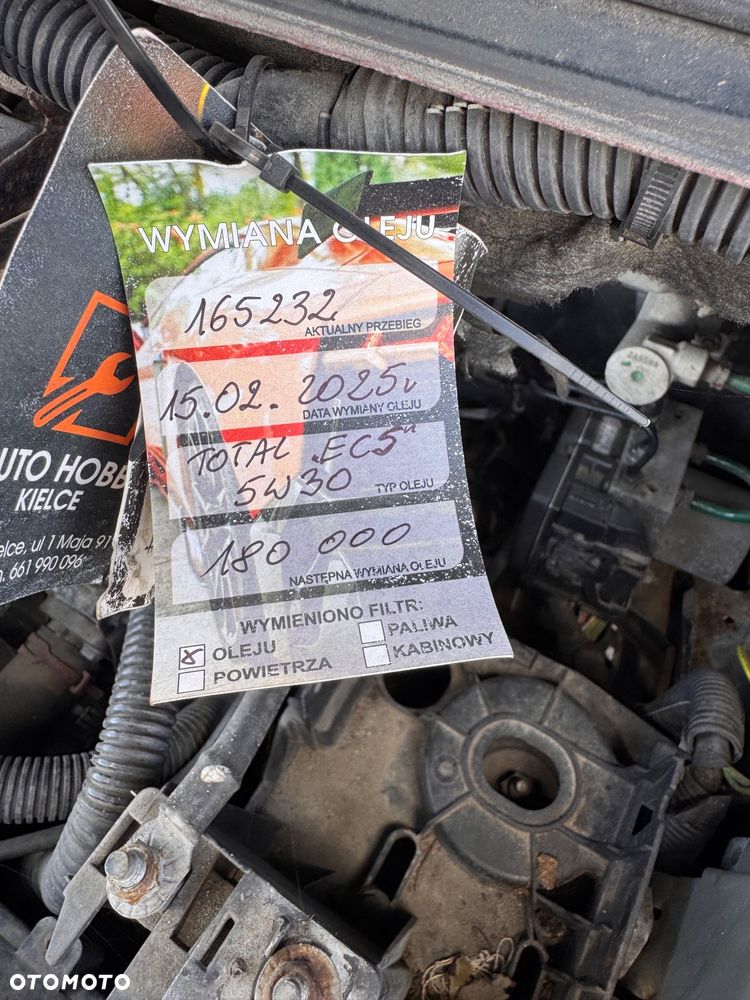 WYMIANA OLEJU
165232
AKTUALNY PRZEBIEG
15.02.2025r
DATA WYMIANY OLEJU
TOTAL "EC5"
5W30
TYP OLEJU
180 000
NASTĘPNA WYMIANA OLEJU
WYMIENIONO FILTR:
OLEJU
PALIWA
POWIETRZA
KABINOWY
UTO HOBB
KIELCE
elce, ul 1 Maja 91
661 990 096
OTOMOTO